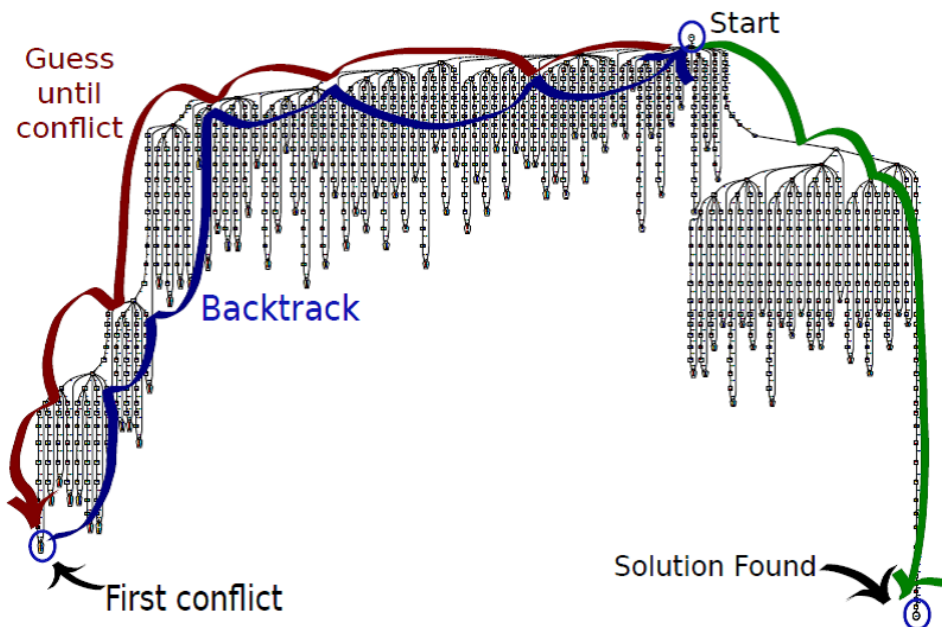 Start
Guess
until
conflict
Backtrack
Solution Found
First conflict